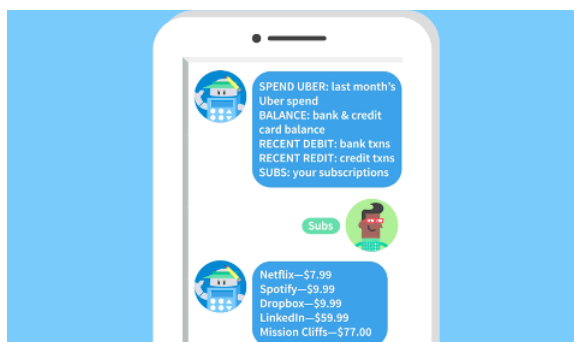 SPEND UBER: last month's
Uber spend
BALANCE: bank & credit
card balance
RECENT DEBIT: bank txns
RECENT REDIT: credit txns
SUBS: your subscriptions
Subs
Netflix—$7.99
Spotify—$9.99
Dropbox—$9.99
LinkedIn—$59.99
Mission Cliffs—$77.00